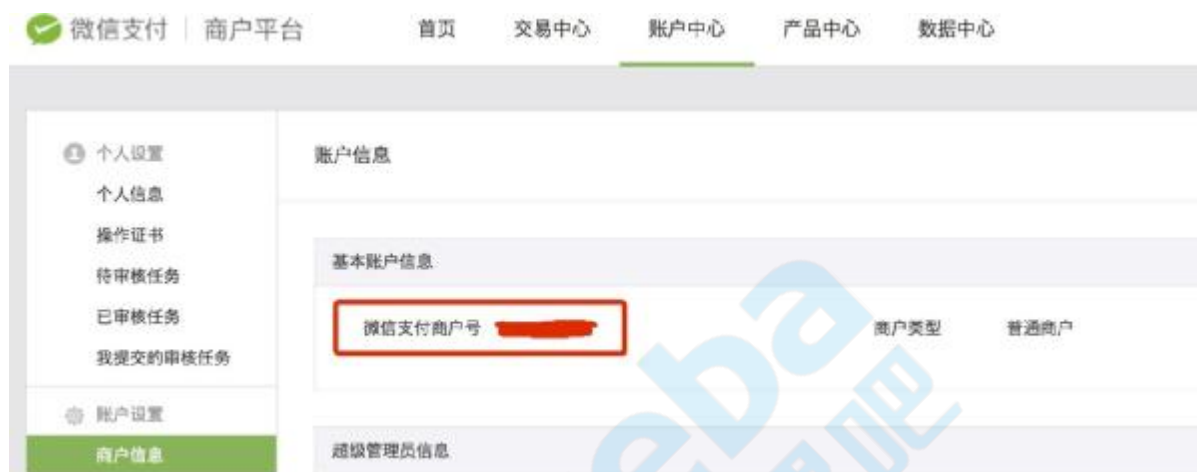 微信支付 | 商户平台 首页 交易中心 账户中心 产品中心 数据中心
个人设置
个人信息
操作证书
待审核任务
已审核任务
我提交的审核任务
账户设置
商户信息
账户信息
基本账户信息
微信支付商户号 商户类型 普通商户
超级管理员信息
eba
吧